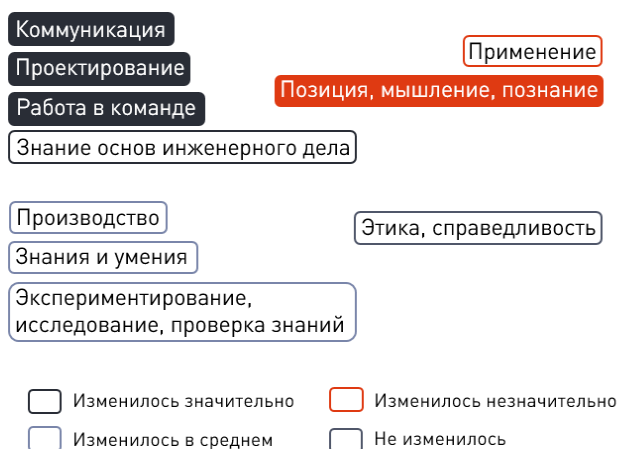 Коммуникация
Проектирование
Работа в команде
Знание основ инженерного дела
Применение
Позиция, мышление, познание
Производство
Знания и умения
Экспериментирование,
исследование, проверка знаний
Этика, справедливость
Изменилось значительно
Изменилось незначительно
Изменилось в среднем
Не изменилось